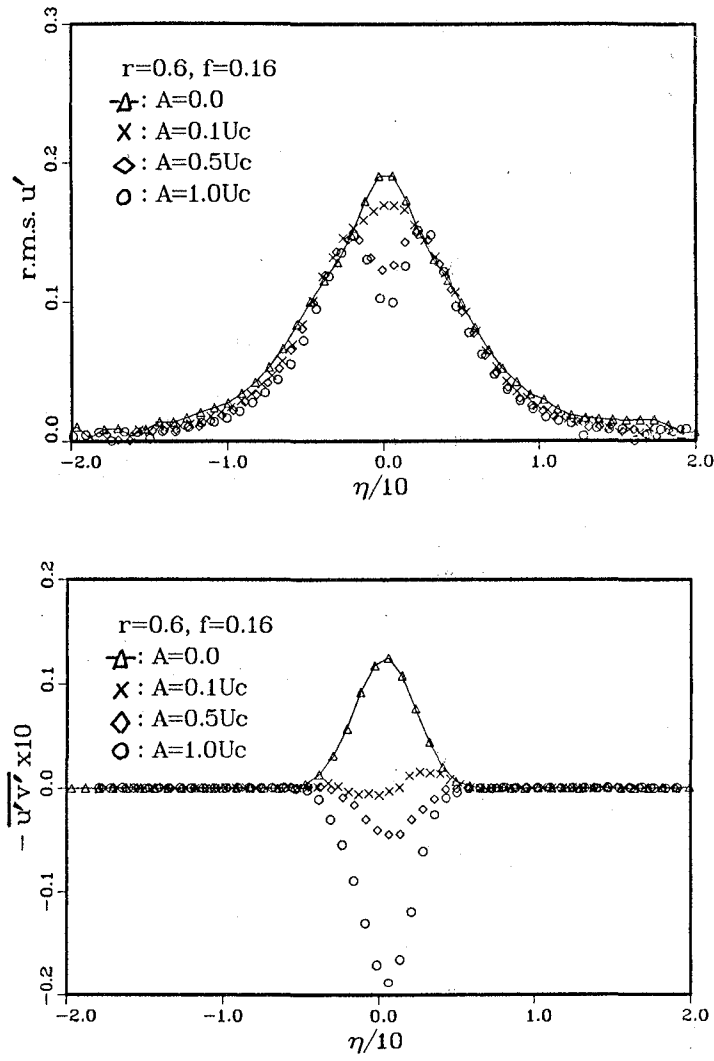 0.3
0.2
0.1
0.0
r.m.s. u′
r=0.6, f=0.16
: A=0.0
: A=0.1Uc
: A=0.5Uc
: A=1.0Uc
-2.0
-1.0
0.0
1.0
2.0
η/10
0.2
0.1
0.0
-0.1
-0.2
- u′v′ x10
r=0.6, f=0.16
: A=0.0
: A=0.1Uc
: A=0.5Uc
: A=1.0Uc
-2.0
-1.0
0.0
1.0
2.0
η/10